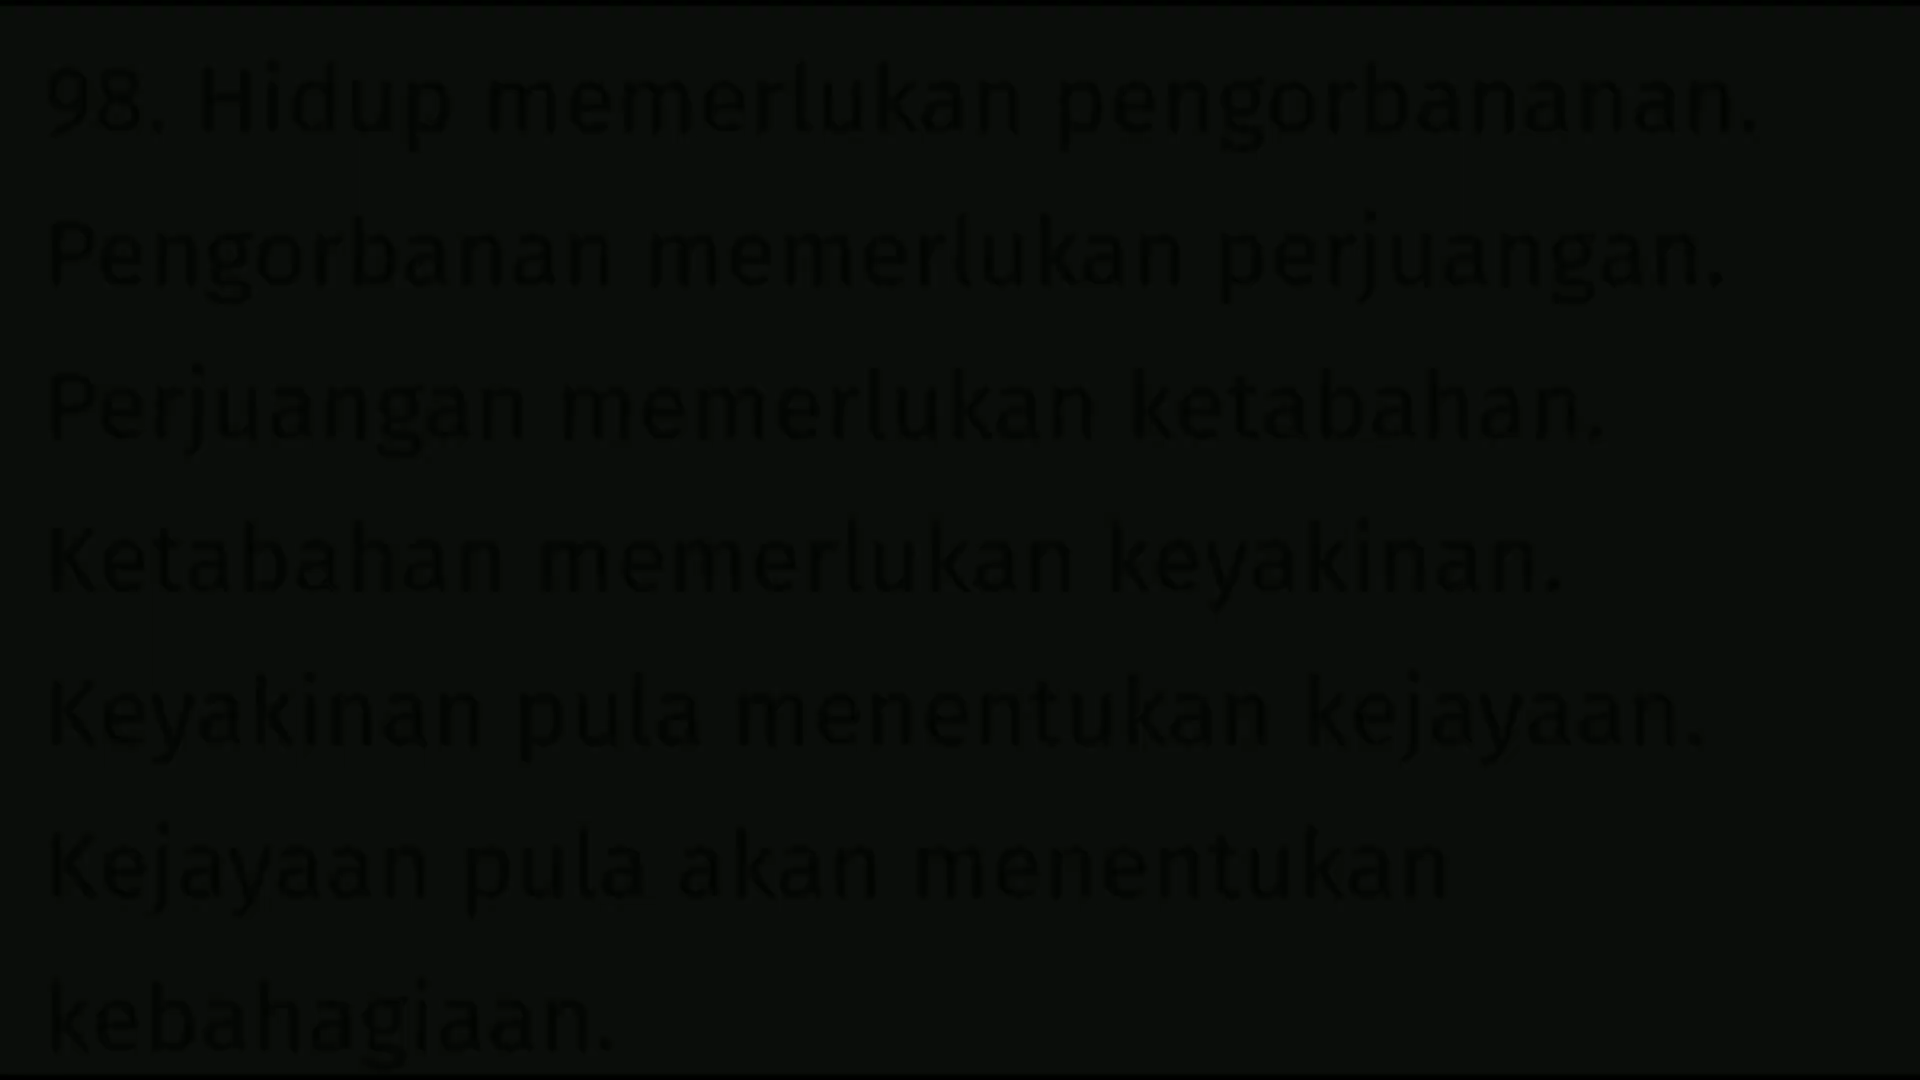 98. Hidup memerlukan pengorbananan.
Pengorbanan memerlukan perjuangan.
Perjuangan memerlukan ketabahan.
Ketabahan memerlukan keyakinan.
Keyakinan pula menentukan kejayaan.
Kejayaan pula akan menentukan
kebahagiaan.